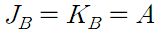 J_B = K_B = A